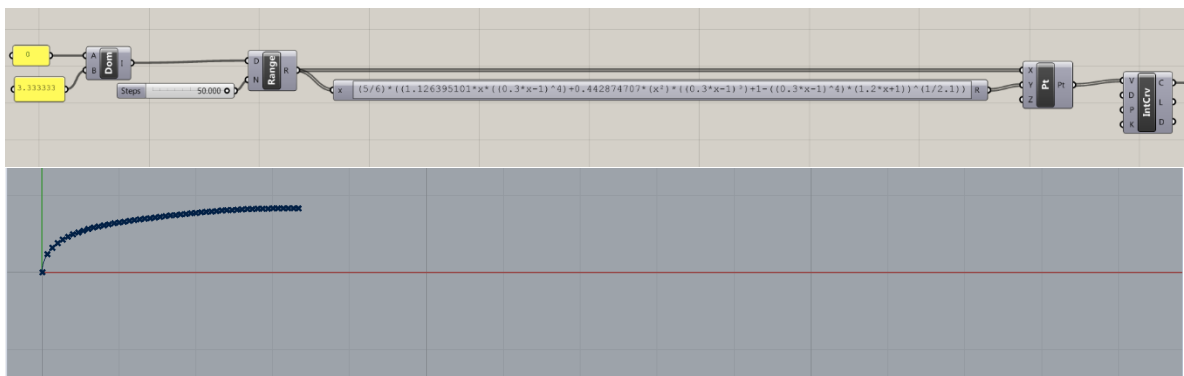 0
3.333333
A
B
Dom
I
Steps
50.000
D
N
Range
R
x
(5/6)*((1.126395101*x*((0.3*x-1)^4)+0.442874707*(x²)*((0.3*x-1)³)+1-((0.3*x-1)^4)*(1.2*x+1))^(1/2.1))
R
X
Y
Z
Pt
Pt
V
D
P
K
IntCrv
C
L
D